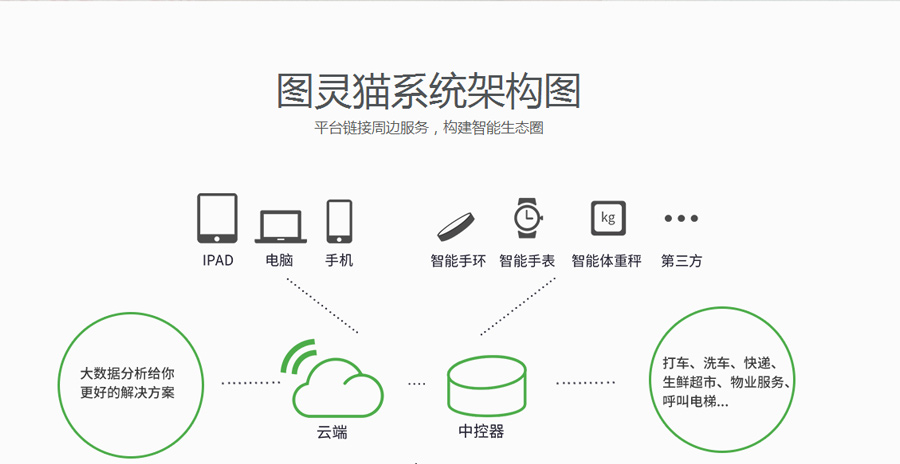 图灵猫系统架构图
平台链接周边服务，构建智能生态圈
kg
IPAD 电脑 手机 智能手环 智能手表 智能体重秤 第三方
大数据分析给你
更好的解决方案
打车、洗车、快递、
生鲜超市、物业服务、
呼叫电梯...
云端 中控器